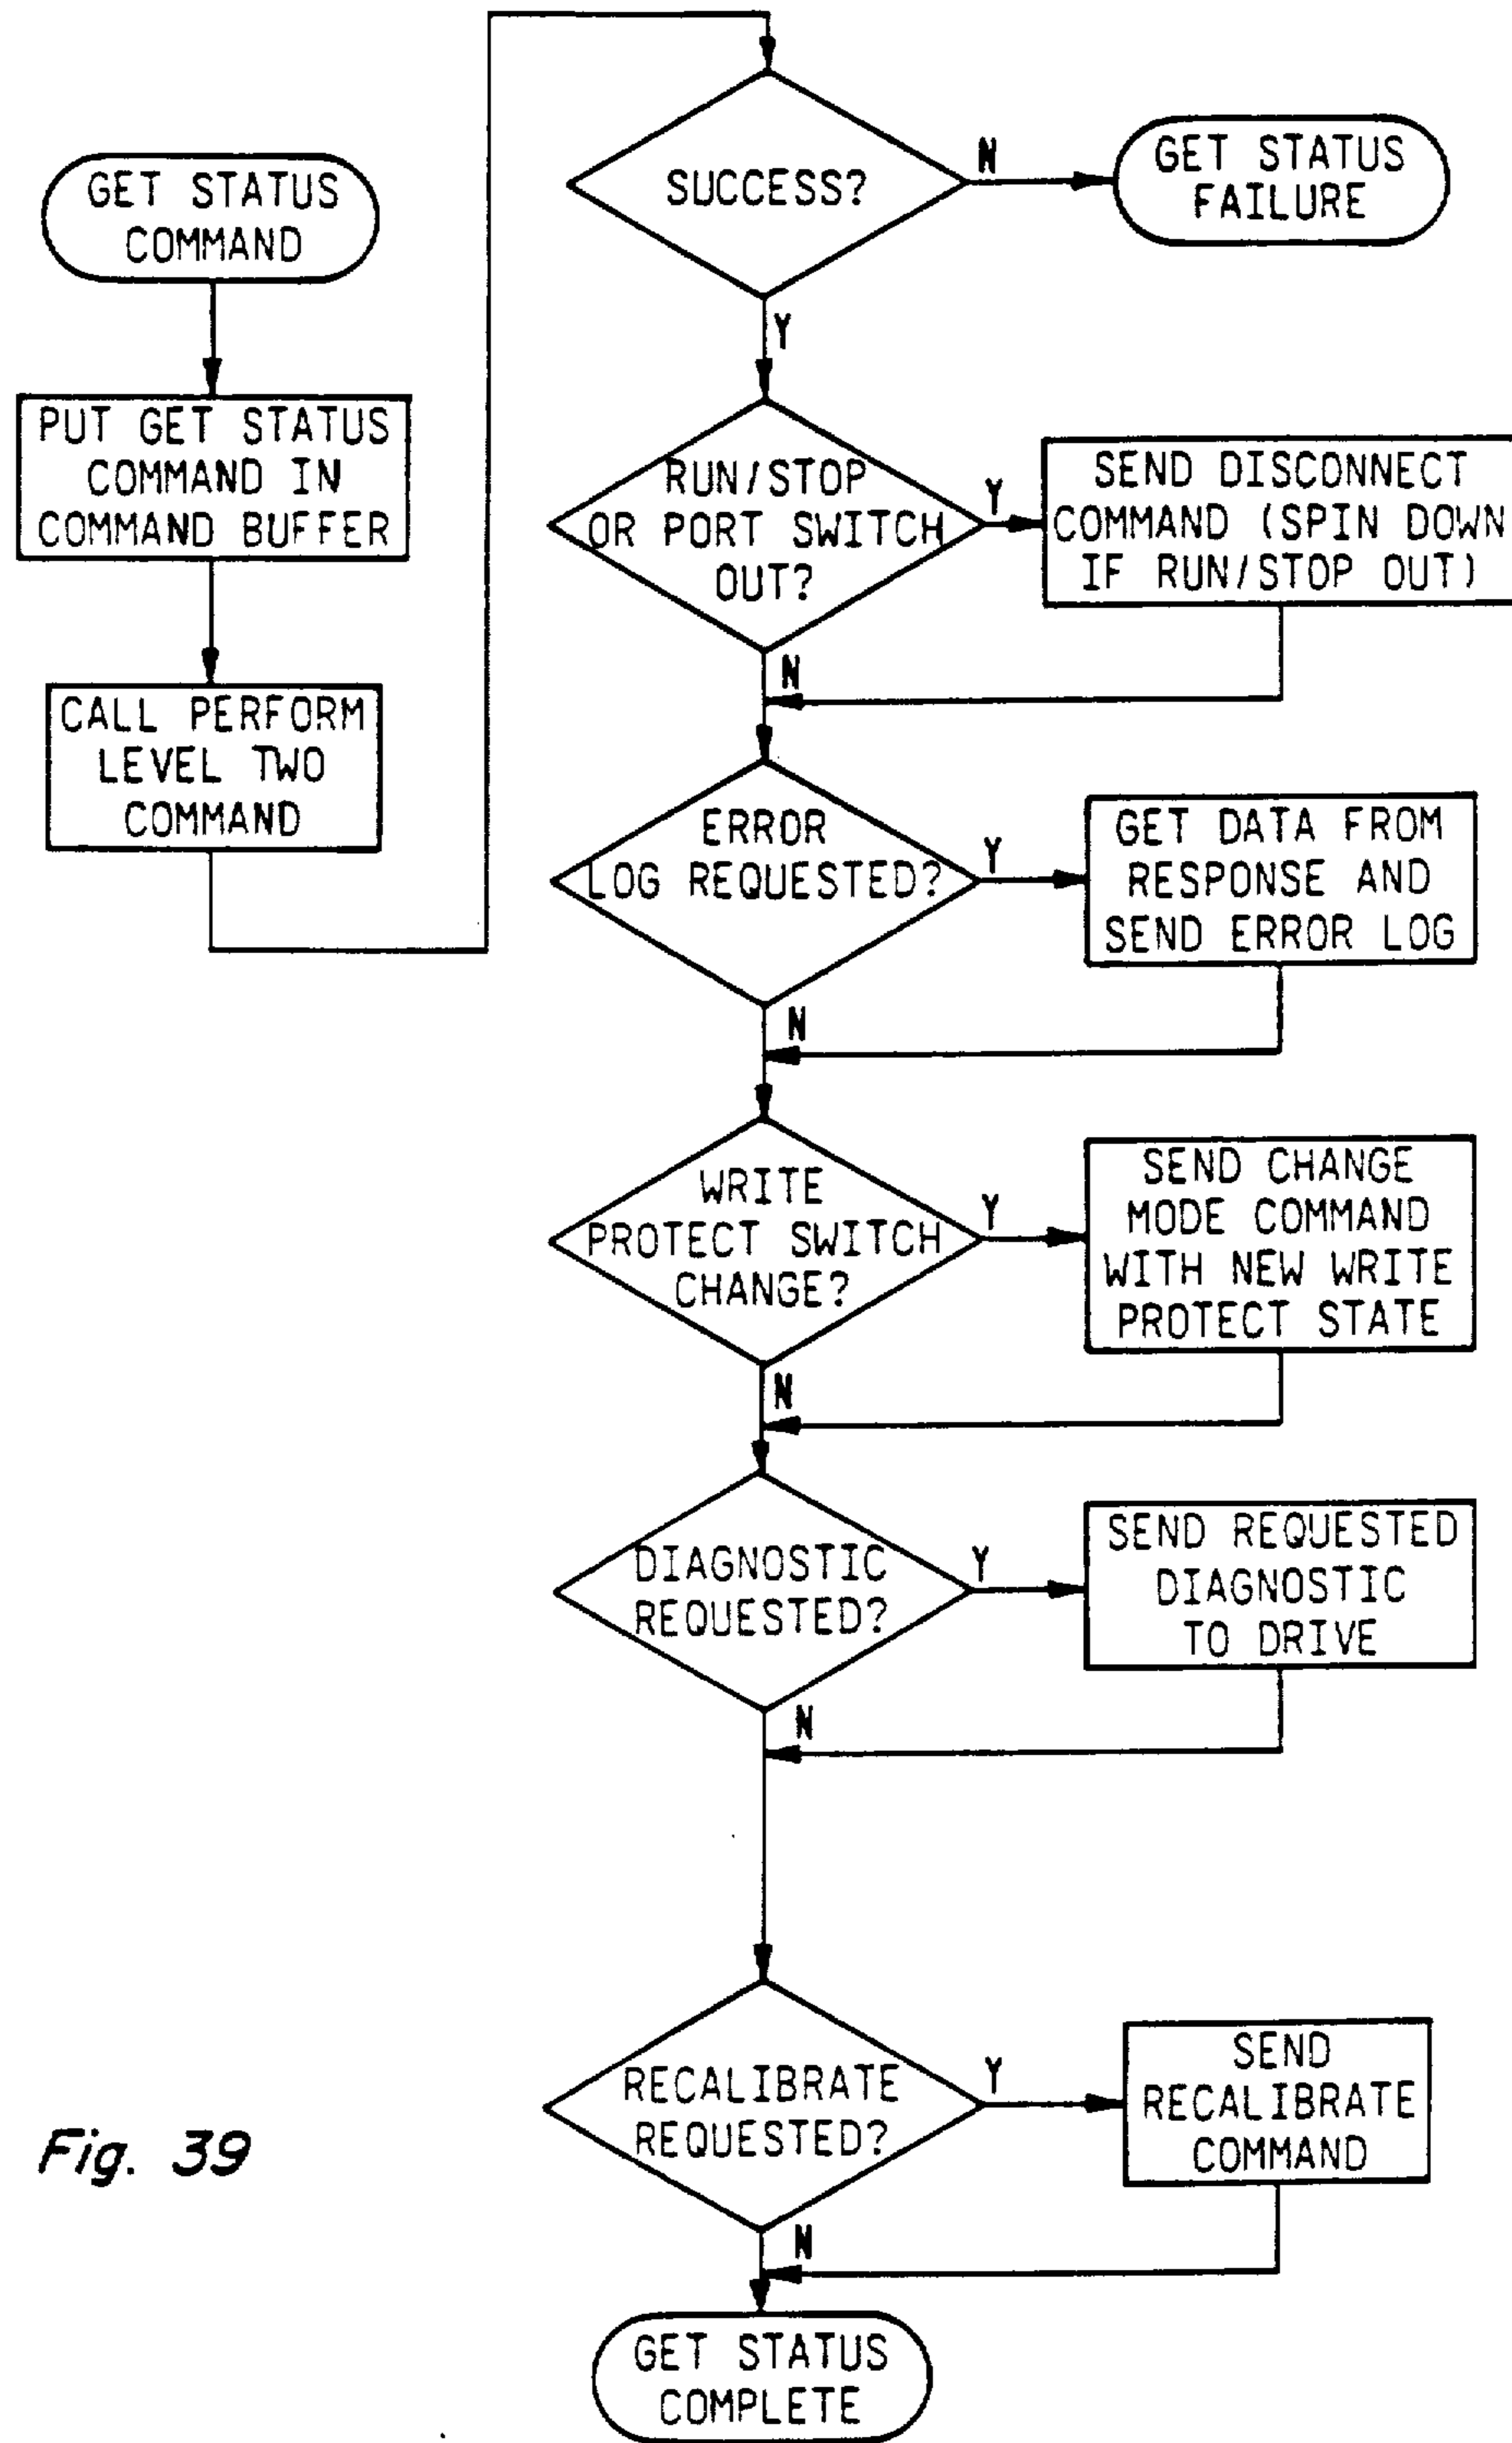 GET STATUS
COMMAND
PUT GET STATUS
COMMAND IN
COMMAND BUFFER
CALL PERFORM
LEVEL TWO
COMMAND
SUCCESS?
N
GET STATUS
FAILURE
Y
RUN/STOP
OR PORT SWITCH
OUT?
Y
SEND DISCONNECT
COMMAND (SPIN DOWN
IF RUN/STOP OUT)
N
ERROR
LOG REQUESTED?
Y
GET DATA FROM
RESPONSE AND
SEND ERROR LOG
N
WRITE
PROTECT SWITCH
CHANGE?
Y
SEND CHANGE
MODE COMMAND
WITH NEW WRITE
PROTECT STATE
N
DIAGNOSTIC
REQUESTED?
Y
SEND REQUESTED
DIAGNOSTIC
TO DRIVE
N
RECALIBRATE
REQUESTED?
Y
SEND
RECALIBRATE
COMMAND
N
GET STATUS
COMPLETE
Fig. 39